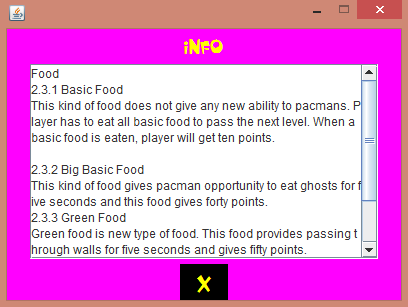 iNFO
Food
2.3.1 Basic Food
This kind of food does not give any new ability to pacmans. P
layer has to eat all basic food to pass the next level. When a
basic food is eaten, player will get ten points.
2.3.2 Big Basic Food
This kind of food gives pacman opportunity to eat ghosts for f
ive seconds and this food gives forty points.
2.3.3 Green Food
Green food is new type of food. This food provides passing t
hrough walls for five seconds and gives fifty points.
X